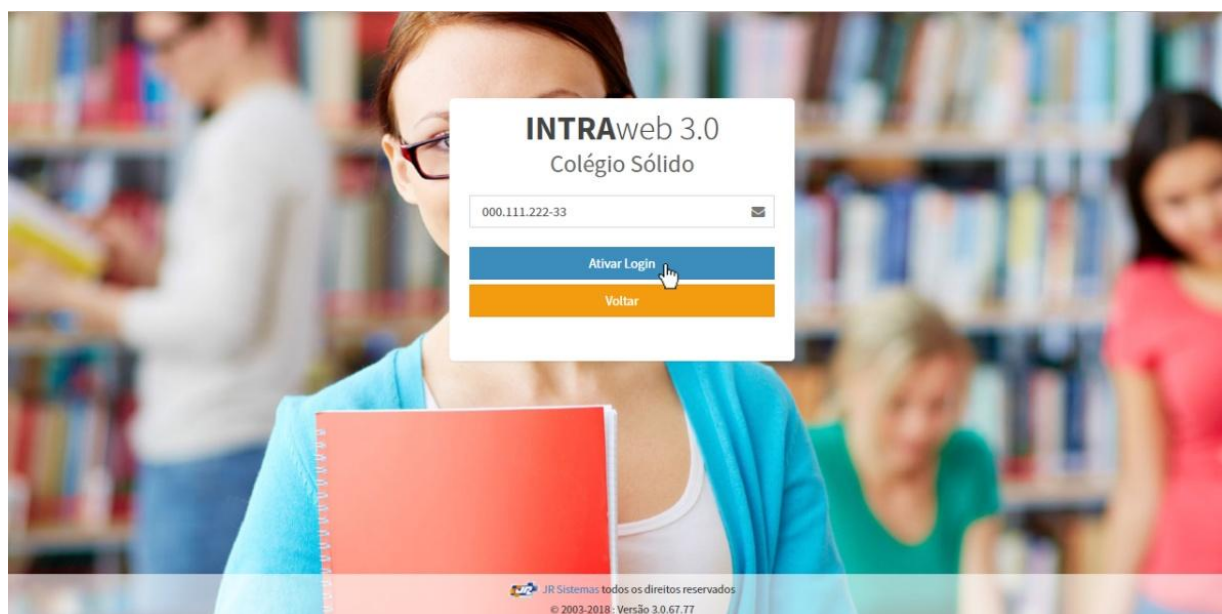 INTRAweb 3.0
Colégio Sólido
000.111.222-33
Ativar Login
Voltar
JR Sistemas todos os direitos reservados
© 2003-2018 : Versão 3.0.67.77